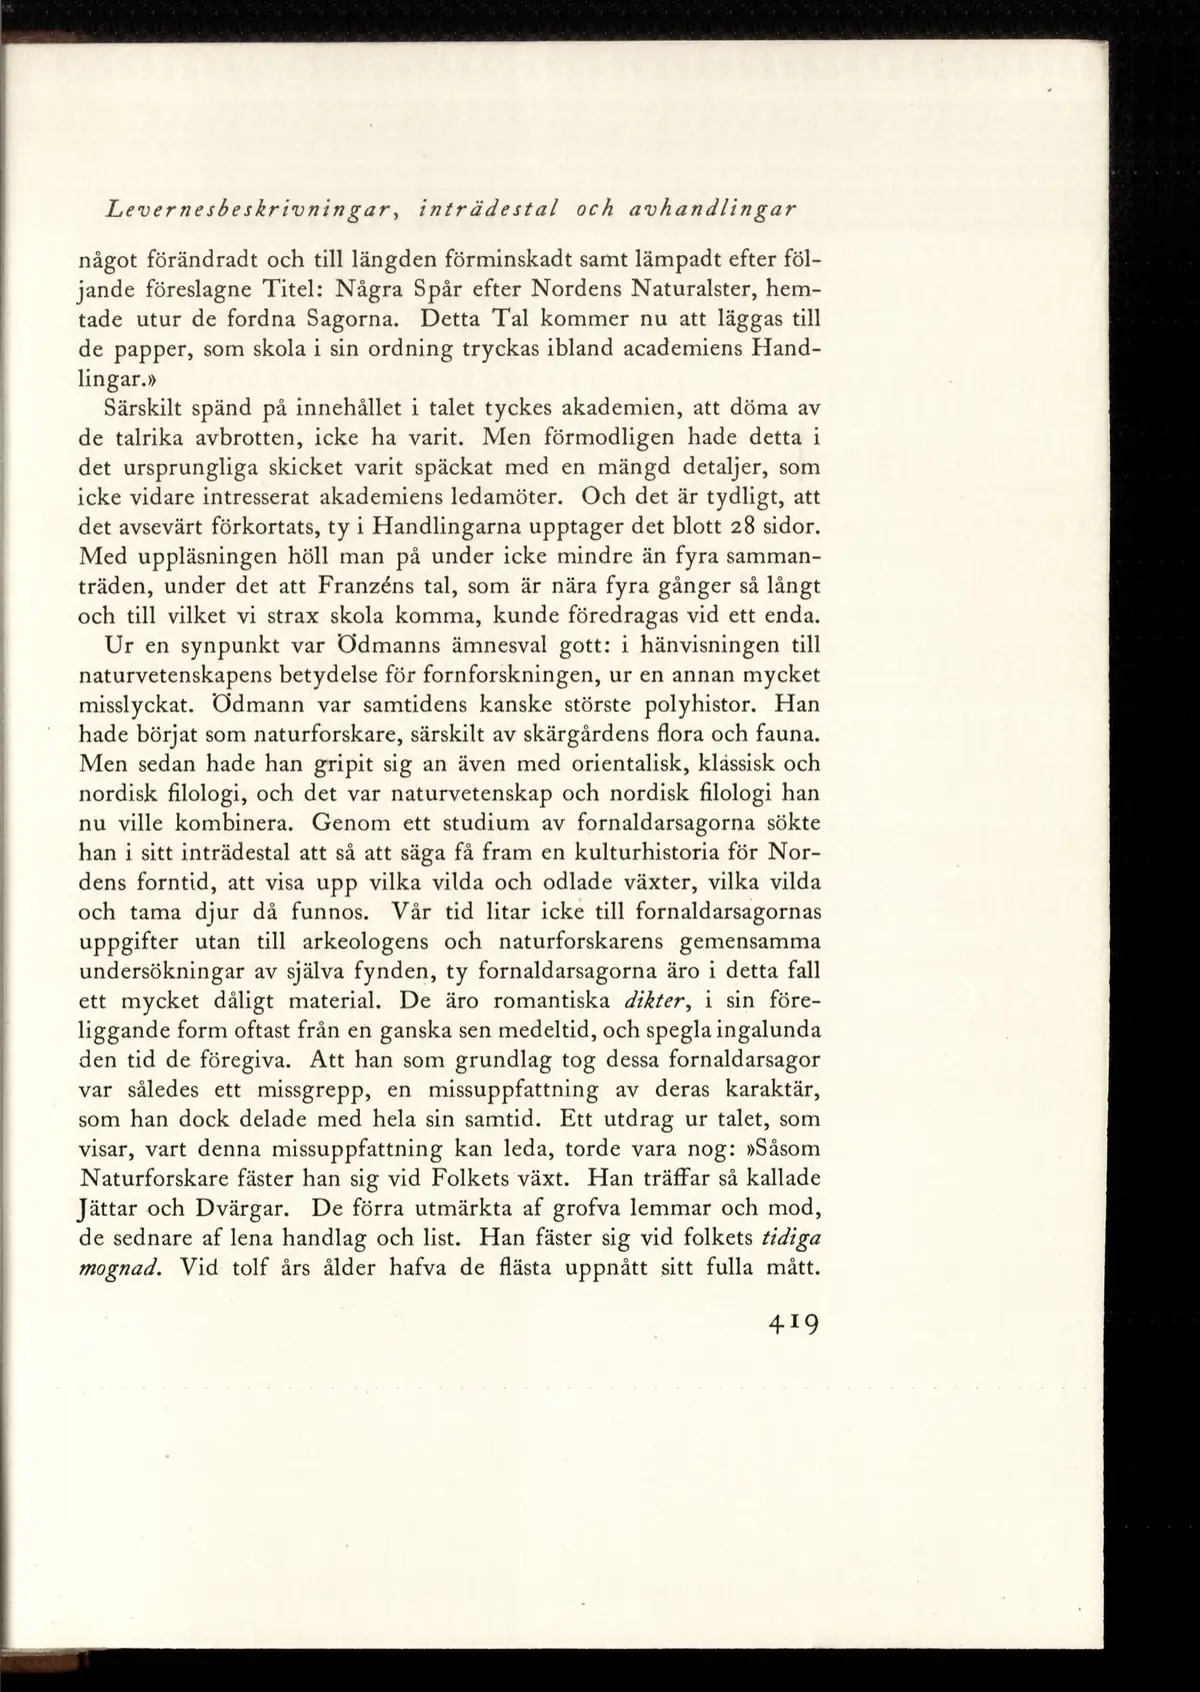 Levernesbeskrivningar, inträdestal och avhandlingar
något förändradt och till längden förminskadt samt lämpadt efter föl-
jande föreslagne Titel: Några Spår efter Nordens Naturalster, hem-
tade utur de fordna Sagorna. Detta Tal kommer nu att läggas till
de papper, som skola i sin ordning tryckas ibland academiens Hand-
lingar.»
Särskilt spänd på innehållet i talet tyckes akademien, att döma av
de talrika avbrotten, icke ha varit. Men förmodligen hade detta i
det ursprungliga skicket varit späckat med en mängd detaljer, som
icke vidare intresserat akademiens ledamöter. Och det är tydligt, att
det avsevärt förkortats, ty i Handlingarna upptager det blott 28 sidor.
Med uppläsningen höll man på under icke mindre än fyra samman-
träden, under det att Franzéns tal, som är nära fyra gånger så långt
och till vilket vi strax skola komma, kunde föredragas vid ett enda.
Ur en synpunkt var Ödmanns ämnesval gott: i hänvisningen till
naturvetenskapens betydelse för fornforskningen, ur en annan mycket
misslyckat. Ödmann var samtidens kanske störste polyhistor. Han
hade börjat som naturforskare, särskilt av skärgårdens flora och fauna.
Men sedan hade han gripit sig an även med orientalisk, klassisk och
nordisk filologi, och det var naturvetenskap och nordisk filologi han
nu ville kombinera. Genom ett studium av fornaldarsagorna sökte
han i sitt inträdestal att så att säga få fram en kulturhistoria för Nor-
dens forntid, att visa upp vilka vilda och odlade växter, vilka vilda
och tama djur då funnos. Vår tid litar icke till fornaldarsagornas
uppgifter utan till arkeologens och naturforskarens gemensamma
undersökningar av själva fynden, ty fornaldarsagorna äro i detta fall
ett mycket dåligt material. De äro romantiska dikter, i sin före-
liggande form oftast från en ganska sen medeltid, och spegla ingalunda
den tid de föregiva. Att han som grundlag tog dessa fornaldarsagor
var således ett missgrepp, en missuppfattning av deras karaktär,
som han dock delade med hela sin samtid. Ett utdrag ur talet, som
visar, vart denna missuppfattning kan leda, torde vara nog: »Såsom
Naturforskare fäster han sig vid Folkets växt. Han träffar så kallade
Jättar och Dvärgar. De förra utmärkta af grofva lemmar och mod,
de sednare af lena handlag och list. Han fäster sig vid folkets tidiga
mognad. Vid tolf års ålder hafva de flästa uppnått sitt fulla mått.
419